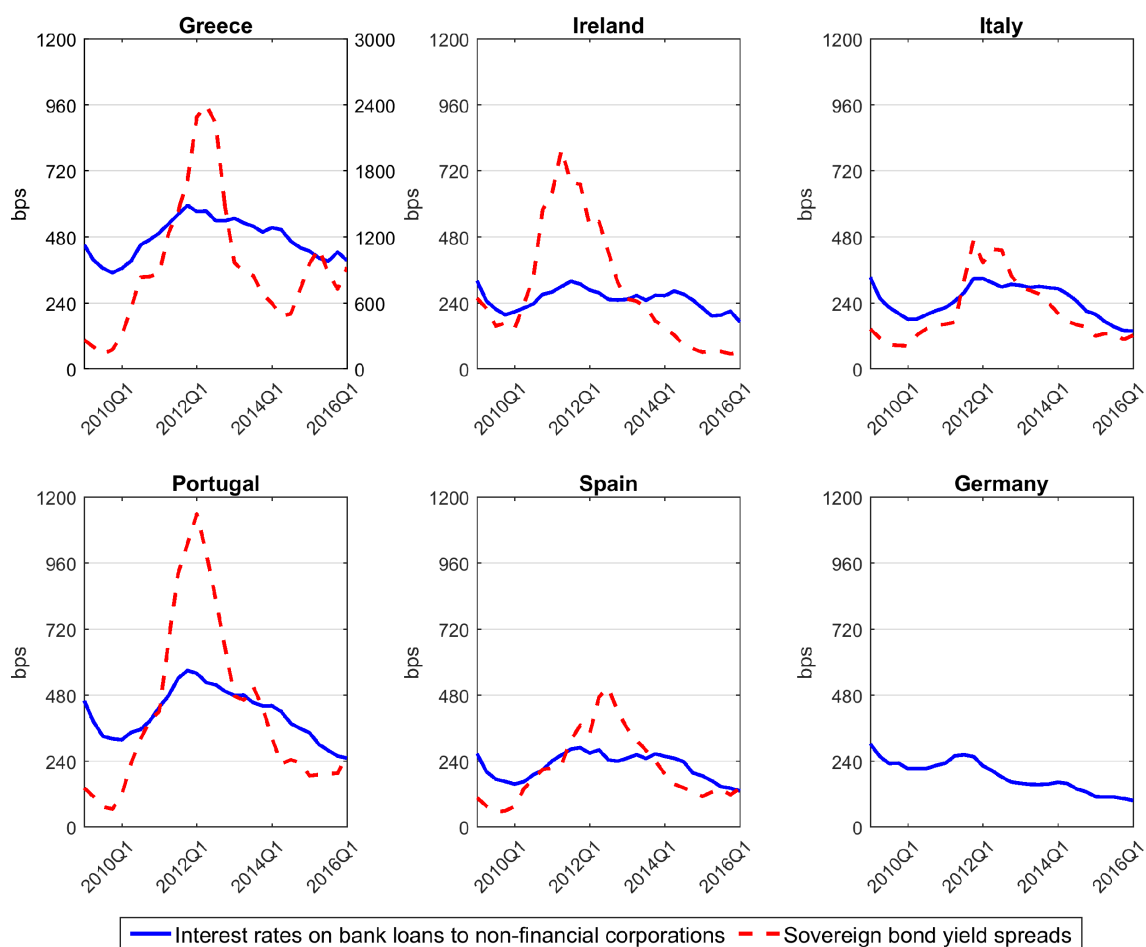 Greece
Ireland
Italy
1200
960
720
480
240
0
bps
3000
2400
1800
1200
600
0
2010Q1
2012Q1
2014Q1
2016Q1
1200
960
720
480
240
0
bps
2010Q1
2012Q1
2014Q1
2016Q1
1200
960
720
480
240
0
bps
2010Q1
2012Q1
2014Q1
2016Q1
Portugal
Spain
Germany
1200
960
720
480
240
0
bps
2010Q1
2012Q1
2014Q1
2016Q1
1200
960
720
480
240
0
bps
2010Q1
2012Q1
2014Q1
2016Q1
1200
960
720
480
240
0
bps
2010Q1
2012Q1
2014Q1
2016Q1
Interest rates on bank loans to non-financial corporations
Sovereign bond yield spreads